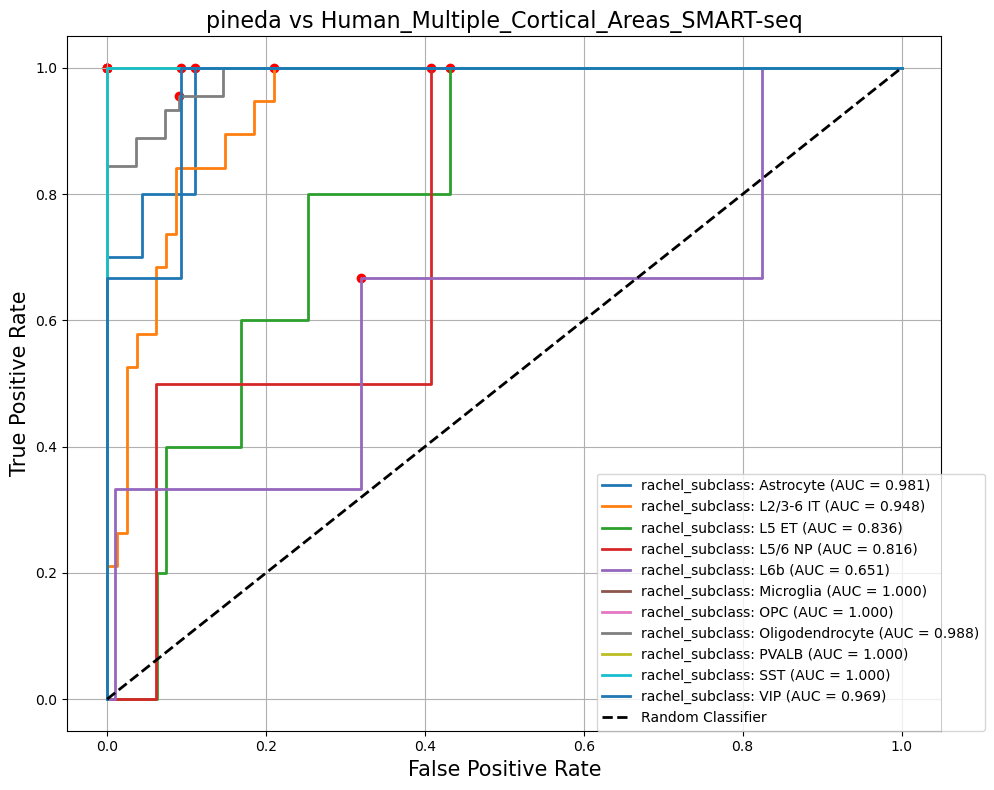 pineda vs Human_Multiple_Cortical_Areas_SMART-seq
True Positive Rate
1.0
0.8
0.6
0.4
0.2
0.0
rachel_subclass: Astrocyte (AUC = 0.981)
rachel_subclass: L2/3-6 IT (AUC = 0.948)
rachel_subclass: L5 ET (AUC = 0.836)
rachel_subclass: L5/6 NP (AUC = 0.816)
rachel_subclass: L6b (AUC = 0.651)
rachel_subclass: Microglia (AUC = 1.000)
rachel_subclass: OPC (AUC = 1.000)
rachel_subclass: Oligodendrocyte (AUC = 0.988)
rachel_subclass: PVALB (AUC = 1.000)
rachel_subclass: SST (AUC = 1.000)
rachel_subclass: VIP (AUC = 0.969)
Random Classifier
0.0 0.2 0.4 0.6 0.8 1.0
False Positive Rate